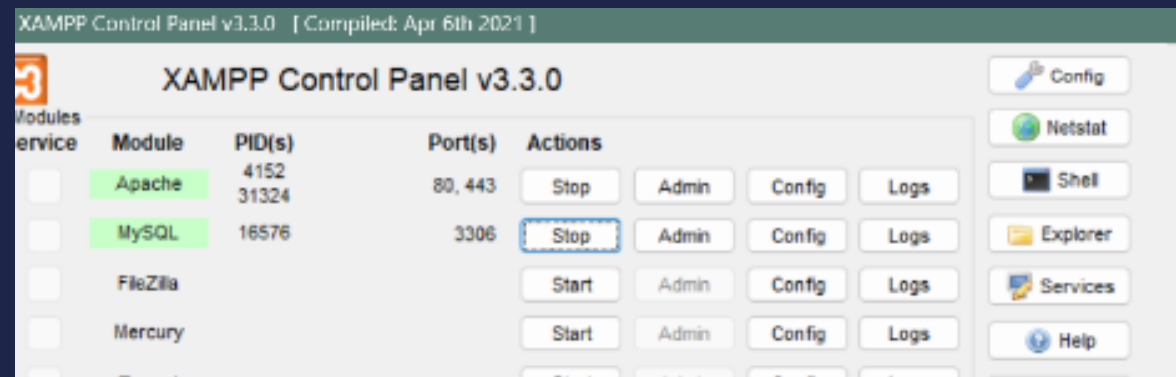 XAMPP Control Panel v3.3.0 [ Compiled: Apr 6th 2021 ]
XAMPP Control Panel v3.3.0
Config
Modules
Netstat
ervice Module PID(s) Port(s) Actions
Apache 4152 80, 443 Stop Admin Config Logs
31324
Shell
MySQL 16576 3306 Stop Admin Config Logs
Explorer
FileZilla Start Admin Config Logs
Services
Mercury Start Admin Config Logs
Help